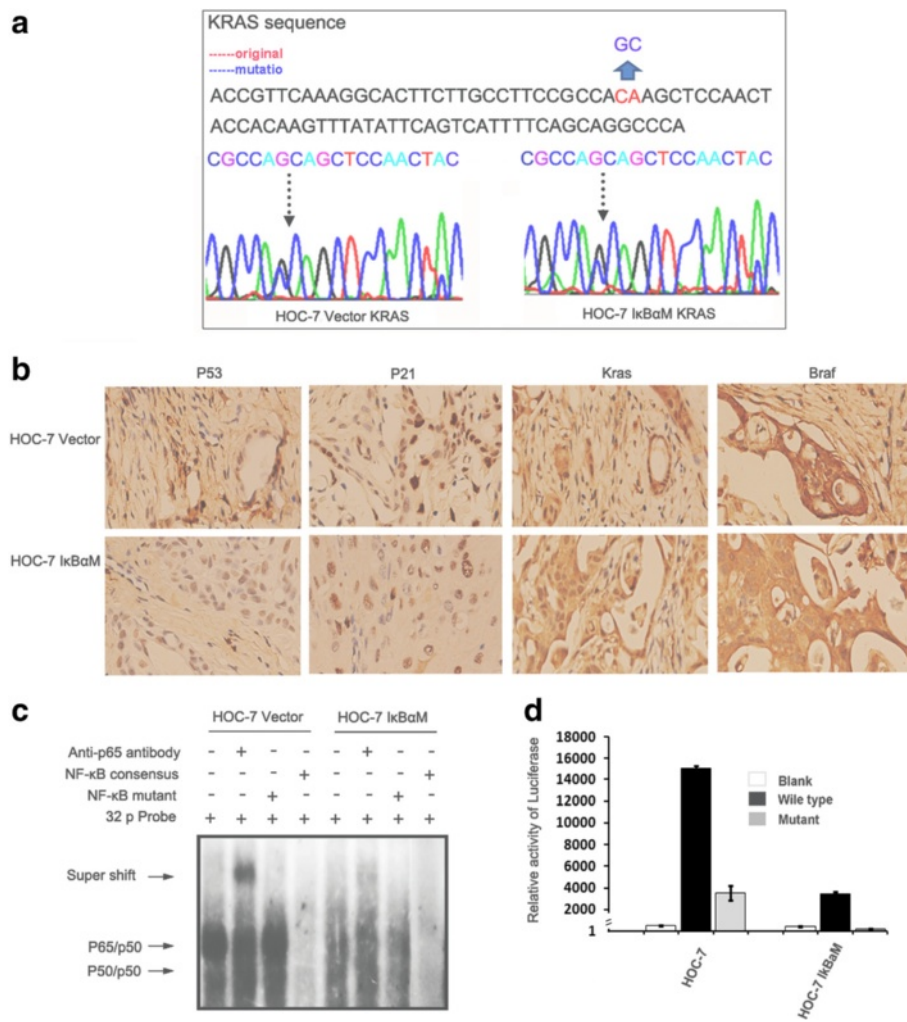 a
KRAS sequence
------original
------mutatio
GC
ACCGTTCAAAGGCACTTCTTGCCTTCCGCCACAAGCTCCAACT
ACCACAAGTTTATATTCAGTCATTTTCAGCAGGCCCA
CGCCAGCAGCTCCAACTAC CGCCAGCAGCTCCAACTAC
HOC-7 Vector KRAS HOC-7 IκBαM KRAS
b
P53 P21 Kras Braf
HOC-7 Vector
HOC-7 IκBαM
c
HOC-7 Vector HOC-7 IκBαM
Anti-p65 antibody - + - - - + - -
NF-κB consensus - - - + - - - +
NF-κB mutant - - + - - - + -
32 p Probe + + + + + + + +
Super shift
P65/p50
P50/p50
d
Relative activity of Luciferase
18000
16000
14000
12000
10000
8000
6000
4000
2000
1
Blank
Wile type
Mutant
HOC-7
HOC-7 IkBaM